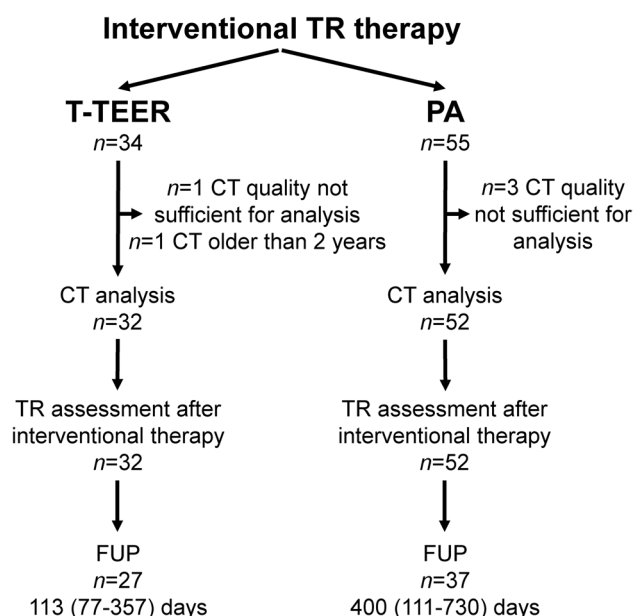 Interventional TR therapy
T-TEER
n=34
n=1 CT quality not
sufficient for analysis
n=1 CT older than 2 years
CT analysis
n=32
TR assessment after
interventional therapy
n=32
FUP
n=27
113 (77-357) days
PA
n=55
n=3 CT quality
not sufficient for
analysis
CT analysis
n=52
TR assessment after
interventional therapy
n=52
FUP
n=37
400 (111-730) days